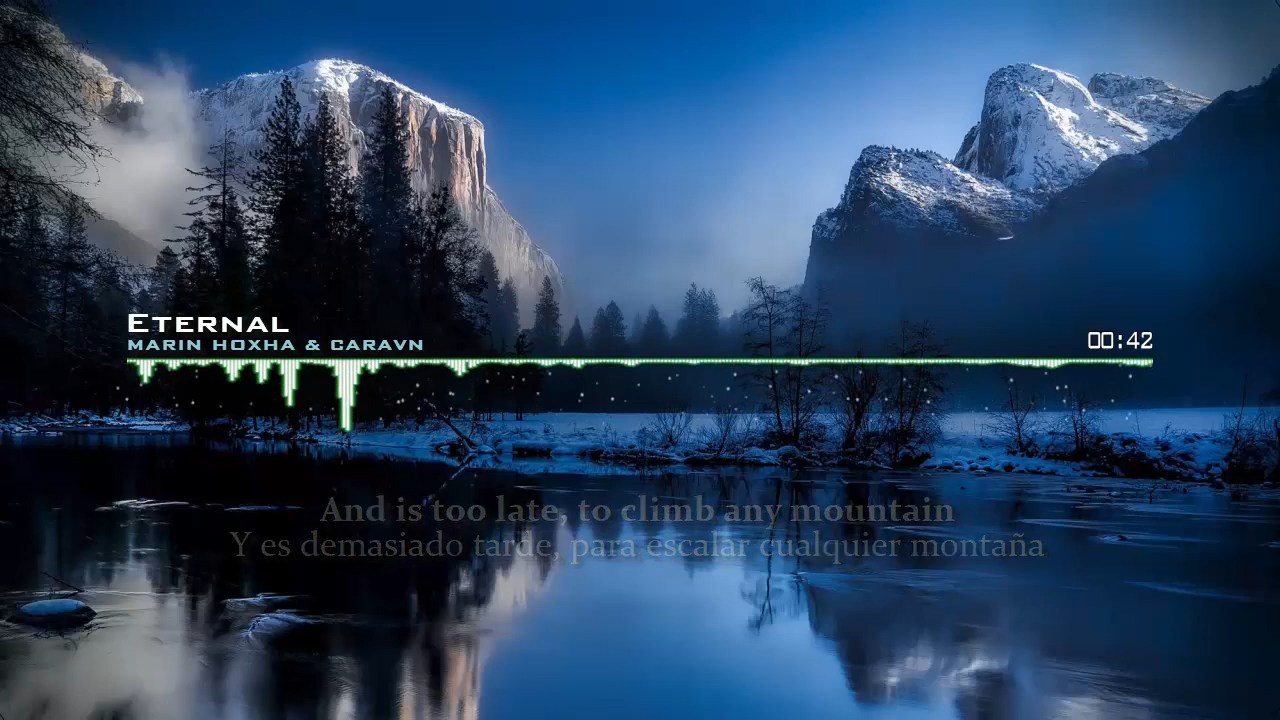 Eternal
MARIN HOXHA & CARAVN
00:42
And is too late, to climb any mountain
Y es demasiado tarde, para escalar cualquier montaña